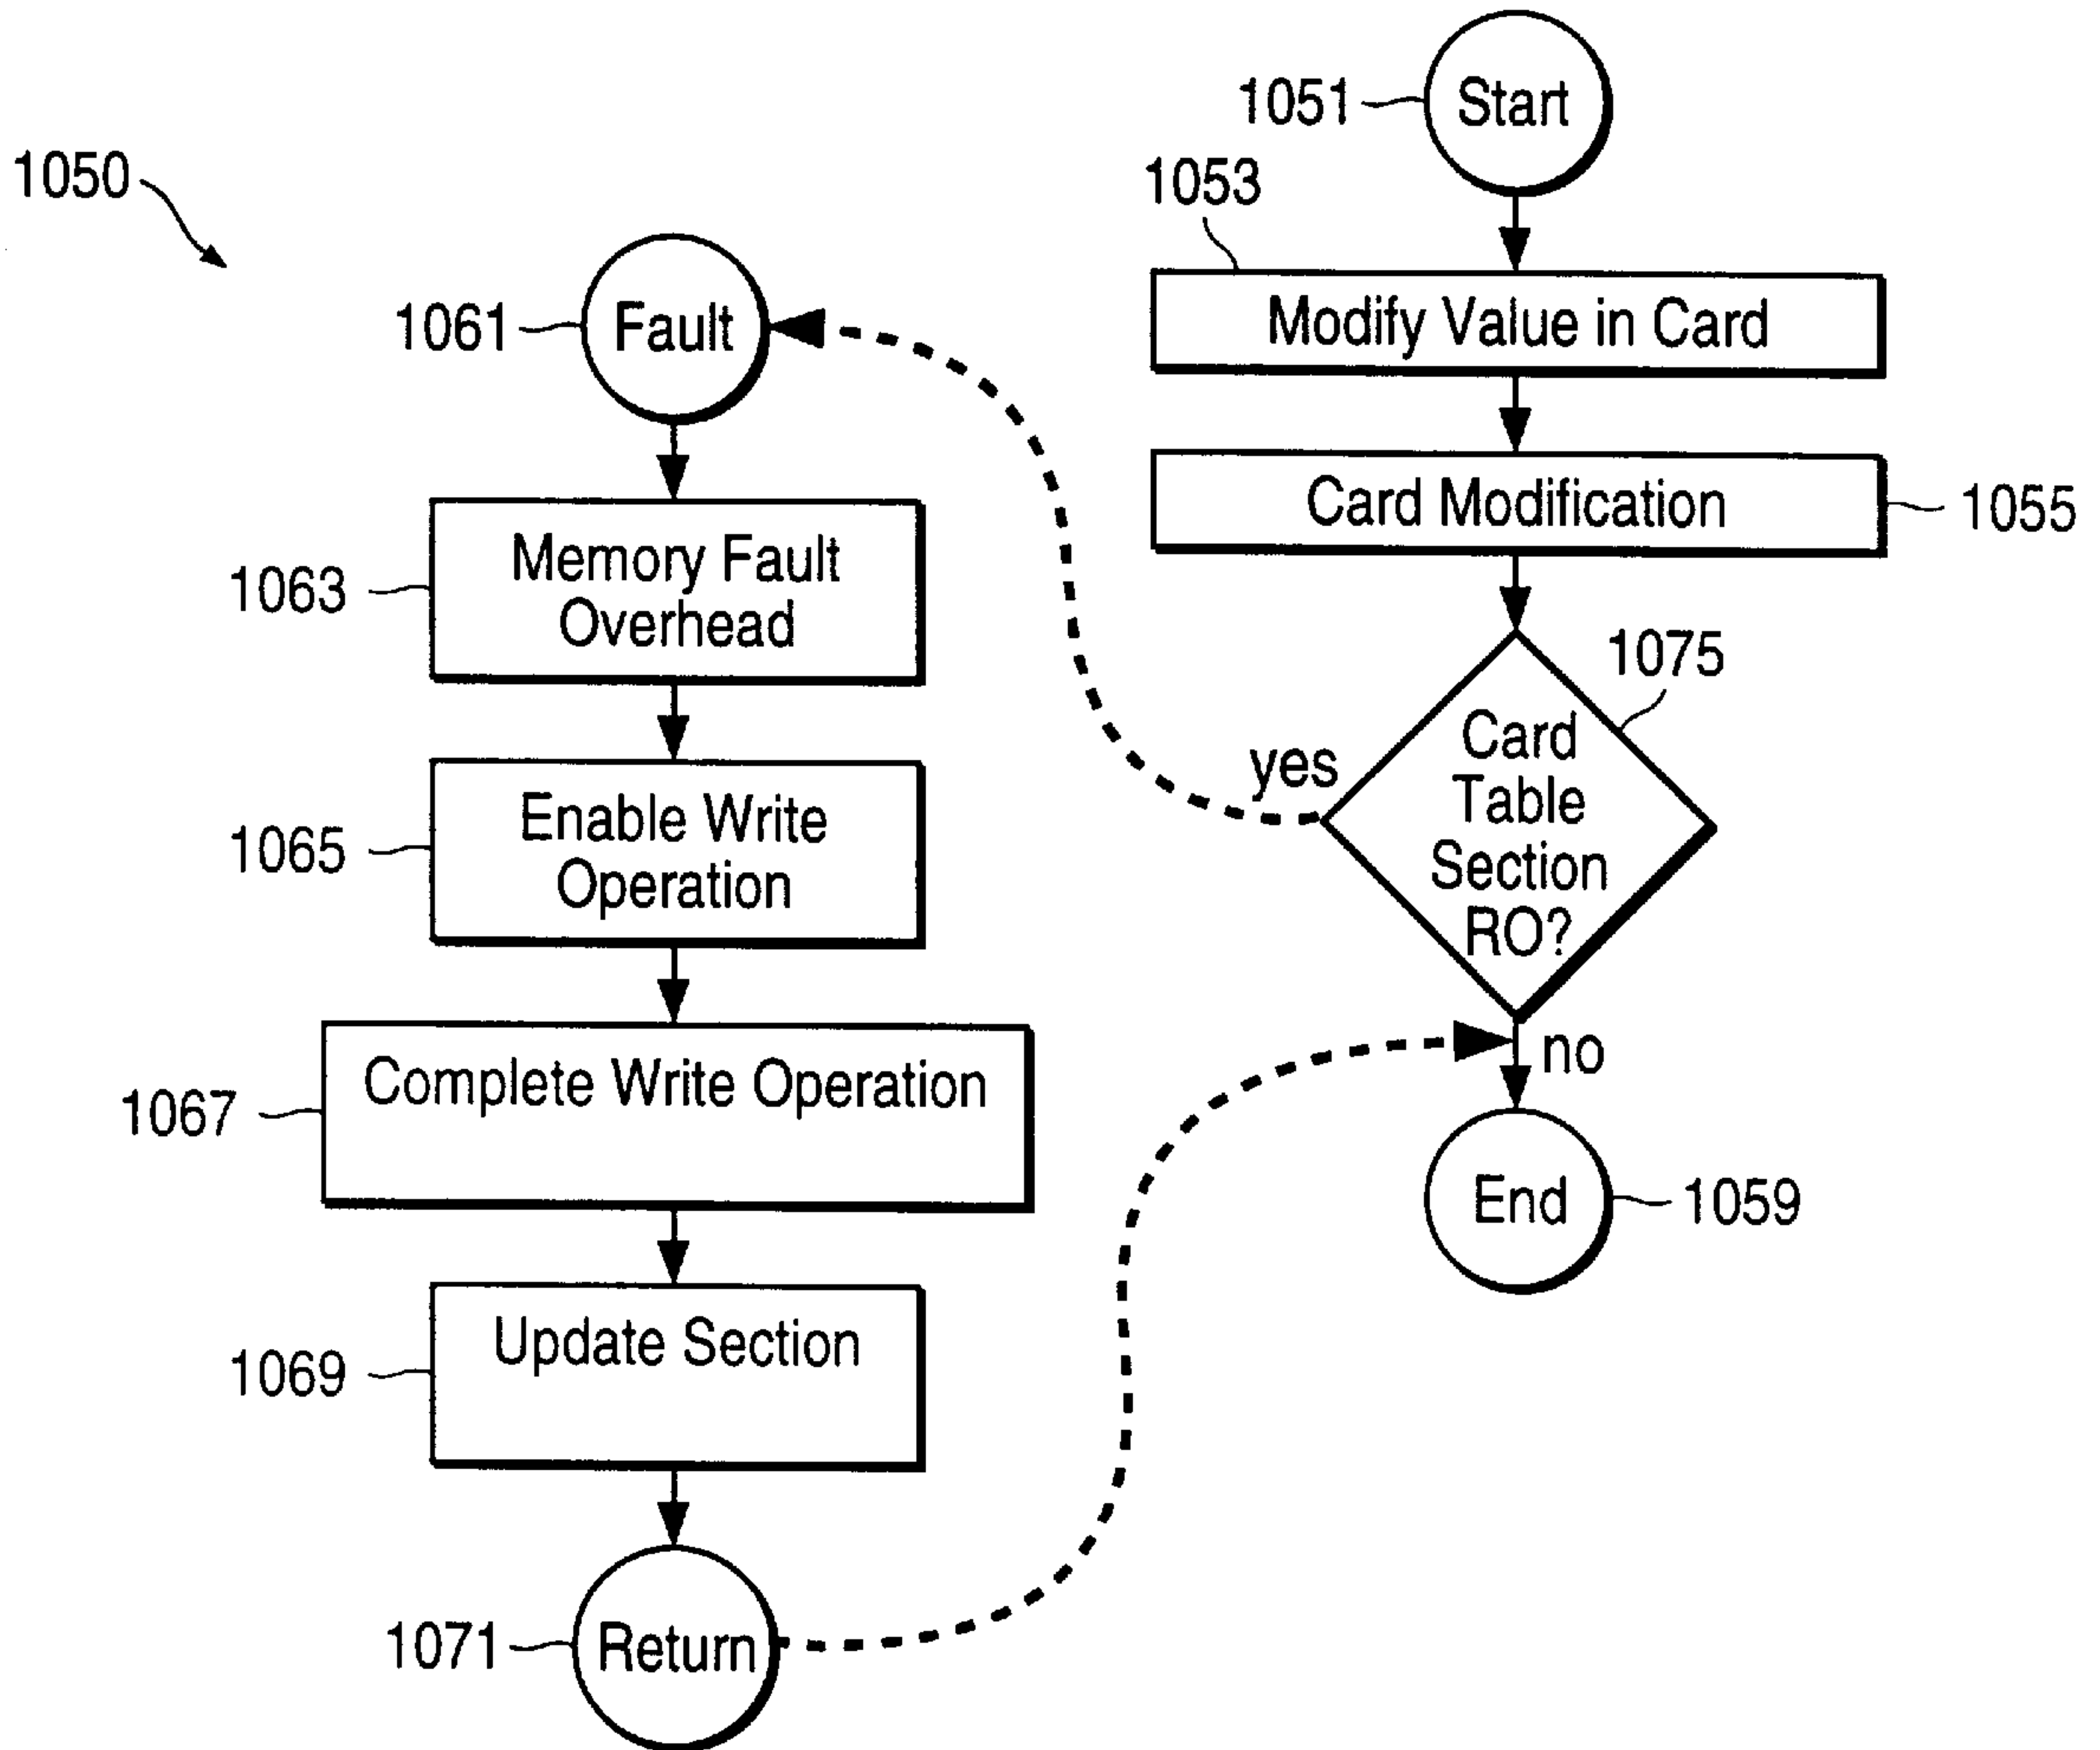 1050
1051
Start
1053
Modify Value in Card
Card Modification
1055
1075
Card
Table
Section
RO?
yes
no
End
1059
1061
Fault
1063
Memory Fault
Overhead
1065
Enable Write
Operation
1067
Complete Write Operation
1069
Update Section
1071
Return